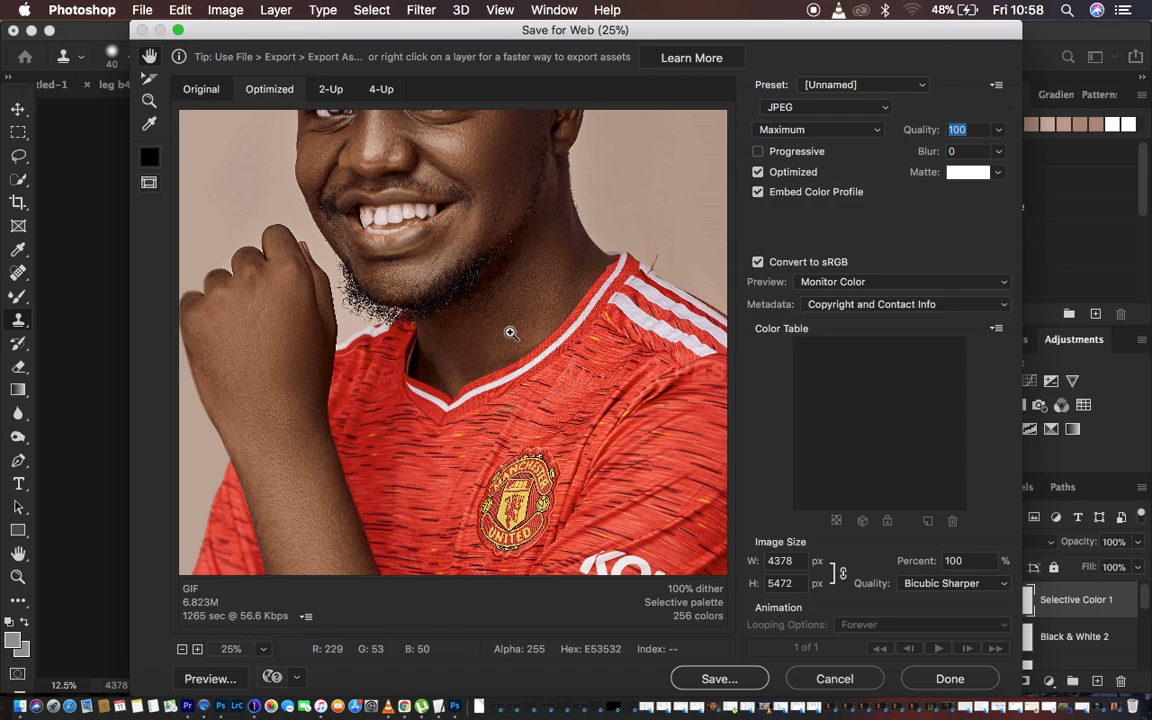 Photoshop File Edit Image Layer Type Select Filter 3D View Window Help 48% Fri 10:58
Save for Web (25%)
Tip: Use File > Export > Export As... or right click on a layer for a faster way to export assets Learn More
40
tled-1 × leg b4
Original Optimized 2-Up 4-Up
Preset: [Unnamed]
JPEG
Maximum Quality: 100
Progressive Blur: 0
Optimized Matte:
Embed Color Profile
Convert to sRGB
Preview: Monitor Color
Metadata: Copyright and Contact Info
Color Table
Gradien Pattern:
Adjustments
MANCHESTER
UNITED
els Paths
Opacity: 100%
Fill: 100%
Selective Color 1
Black & White 2
Image Size
W: 4378 px Percent: 100 %
H: 5472 px Quality: Bicubic Sharper
Animation
Looping Options: Forever
1 of 1
GIF 100% dither
6.823M Selective palette
1265 sec @ 56.6 Kbps 256 colors
25% R: 229 G: 53 B: 50 Alpha: 255 Hex: E53532 Index: --
Preview... Save... Cancel Done
12.5% 4378